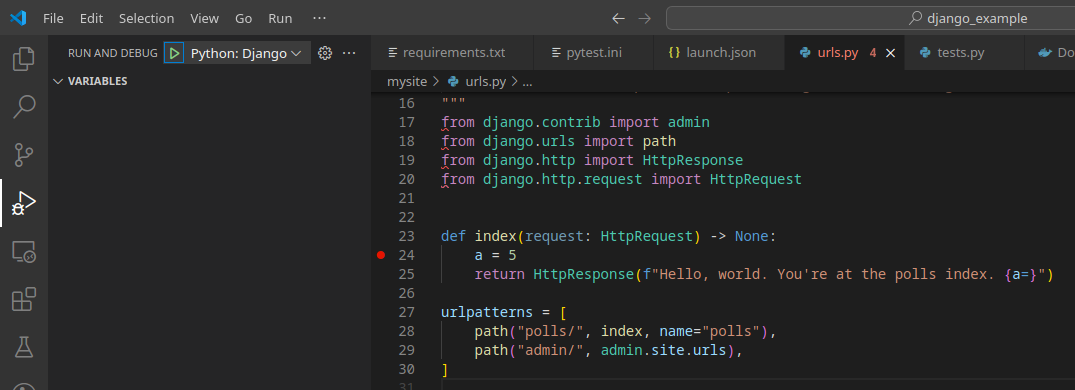 File Edit Selection View Go Run ··· django_example
RUN AND DEBUG Python: Django ···
requirements.txt pytest.ini {} launch.json urls.py 4 × tests.py Do
VARIABLES
mysite > urls.py > ...
16 """
17 from django.contrib import admin
18 from django.urls import path
19 from django.http import HttpResponse
20 from django.http.request import HttpRequest
21
22
23 def index(request: HttpRequest) -> None:
24 a = 5
25 return HttpResponse(f"Hello, world. You're at the polls index. {a=}")
26
27 urlpatterns = [
28 path("polls/", index, name="polls"),
29 path("admin/", admin.site.urls),
30 ]
31